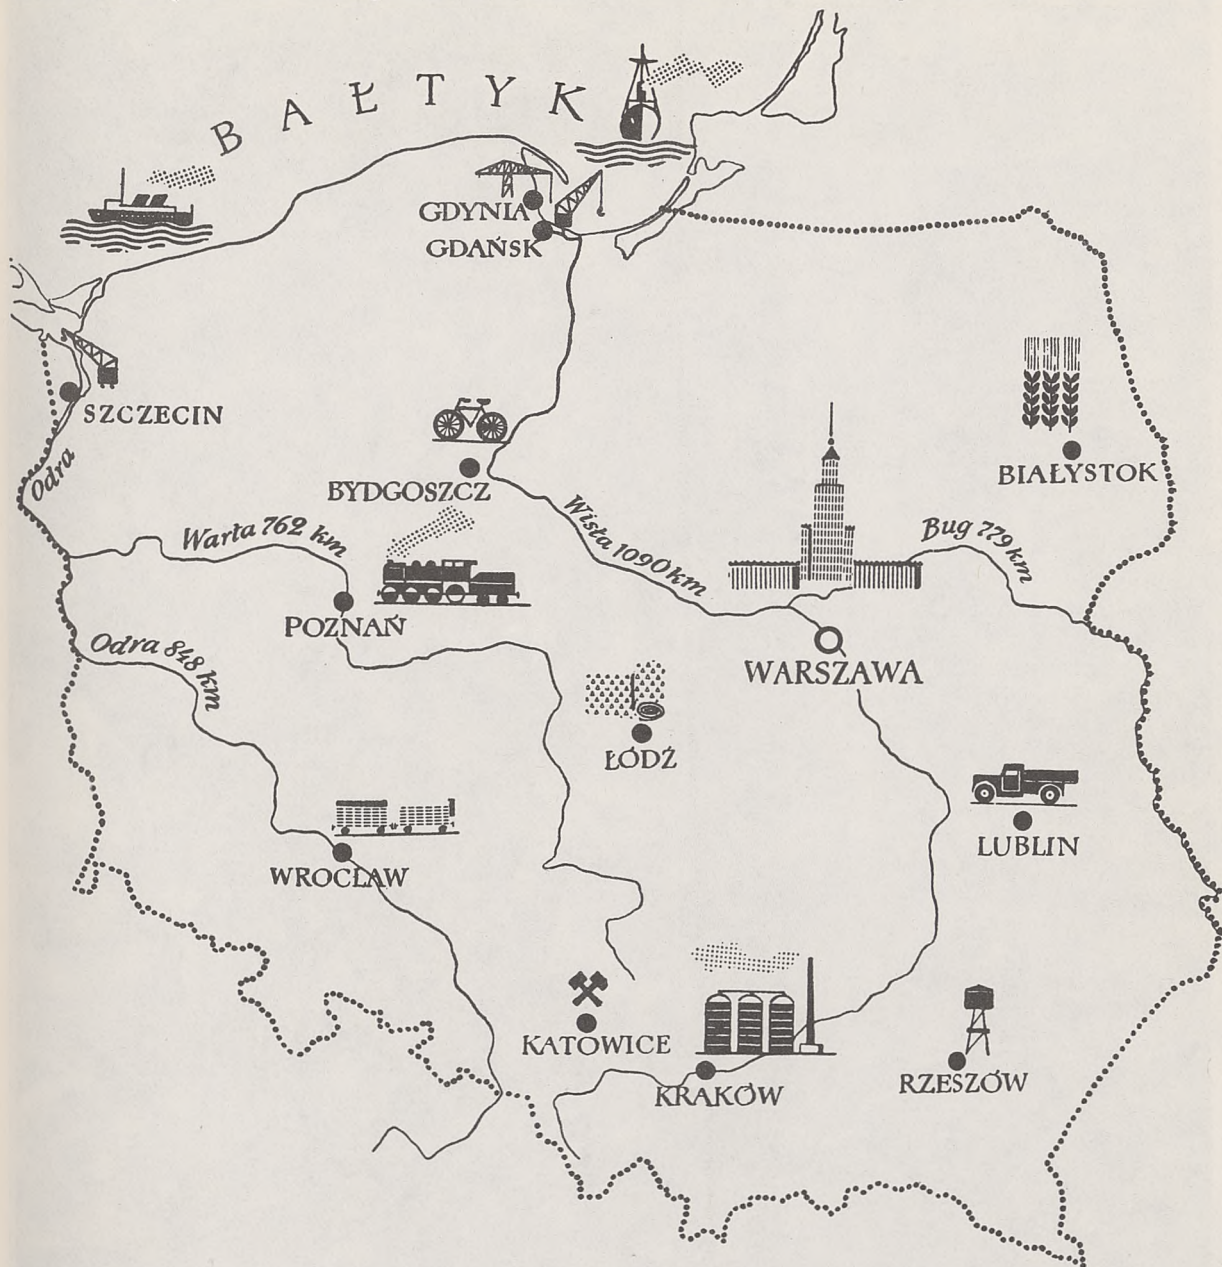 BAŁTYK
GDYNIA
GDAŃSK
SZCZECIN
Odra
BYDGOSZCZ
BIAŁYSTOK
Warta 762 km
Wisła 1090 km
Bug 779 km
POZNAŃ
Odra 848 km
WARSZAWA
ŁÓDŹ
LUBLIN
WROCŁAW
KATOWICE
KRAKÓW
RZESZÓW